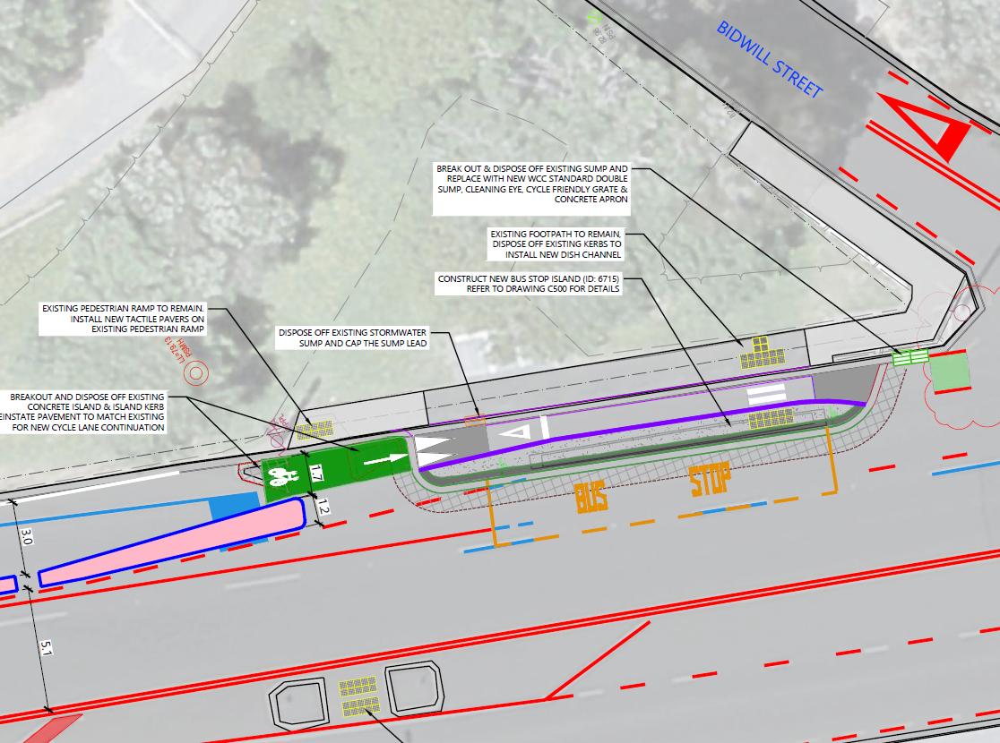 BIDWILL STREET
BREAK OUT & DISPOSE OFF EXISTING SUMP AND
REPLACE WITH NEW WCC STANDARD DOUBLE
SUMP, CLEANING EYE, CYCLE FRIENDLY GRATE &
CONCRETE APRON
EXISTING FOOTPATH TO REMAIN,
DISPOSE OFF EXISTING KERBS TO
INSTALL NEW DISH CHANNEL
CONSTRUCT NEW BUS STOP ISLAND (ID: 6715)
REFER TO DRAWING C500 FOR DETAILS
EXISTING PEDESTRIAN RAMP TO REMAIN.
INSTALL NEW TACTILE PAVERS ON
EXISTING PEDESTRIAN RAMP
DISPOSE OFF EXISTING STORMWATER
SUMP AND CAP THE SUMP LEAD
PSMH
LL=79.13
BREAKOUT AND DISPOSE OFF EXISTING
CONCRETE ISLAND & ISLAND KERB
EINSTATE PAVEMENT TO MATCH EXISTING
FOR NEW CYCLE LANE CONTINUATION
1.7
1.2
3.0
5.1
BUS STOP